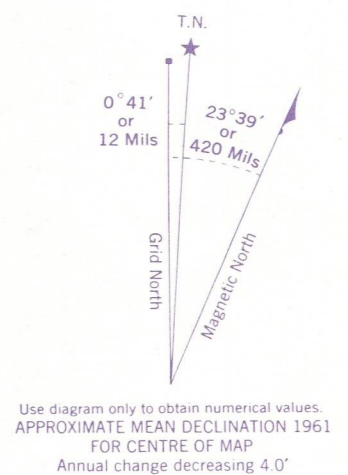 T.N.
0°41′
or
12 Mils
23°39′
or
420 Mils
Grid North
Magnetic North
Use diagram only to obtain numerical values.
APPROXIMATE MEAN DECLINATION 1961
FOR CENTRE OF MAP
Annual change decreasing 4.0′